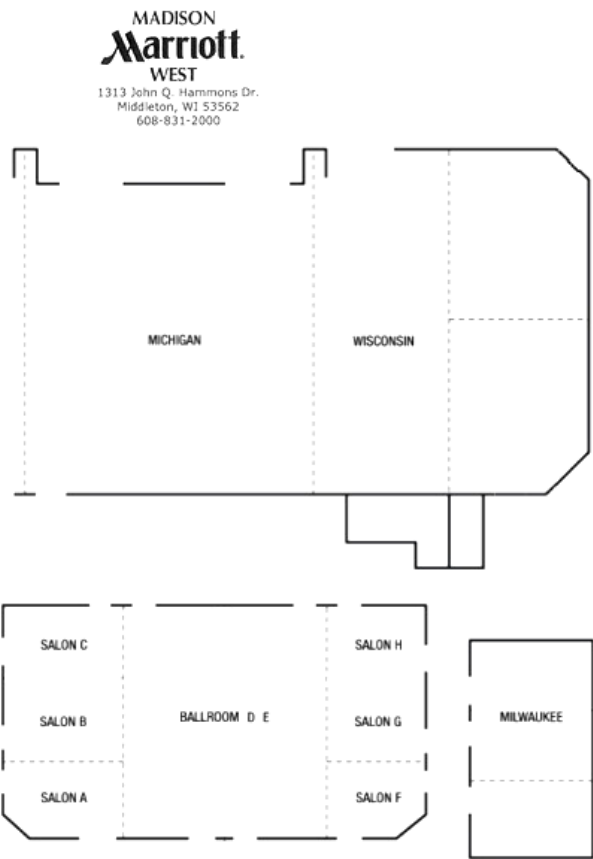 MADISON
Marriott.
WEST
1313 John Q. Hammons Dr.
Middleton, WI 53562
608-831-2000
MICHIGAN
WISCONSIN
SALON C
SALON H
SALON B
BALLROOM D E
SALON G
MILWAUKEE
SALON A
SALON F